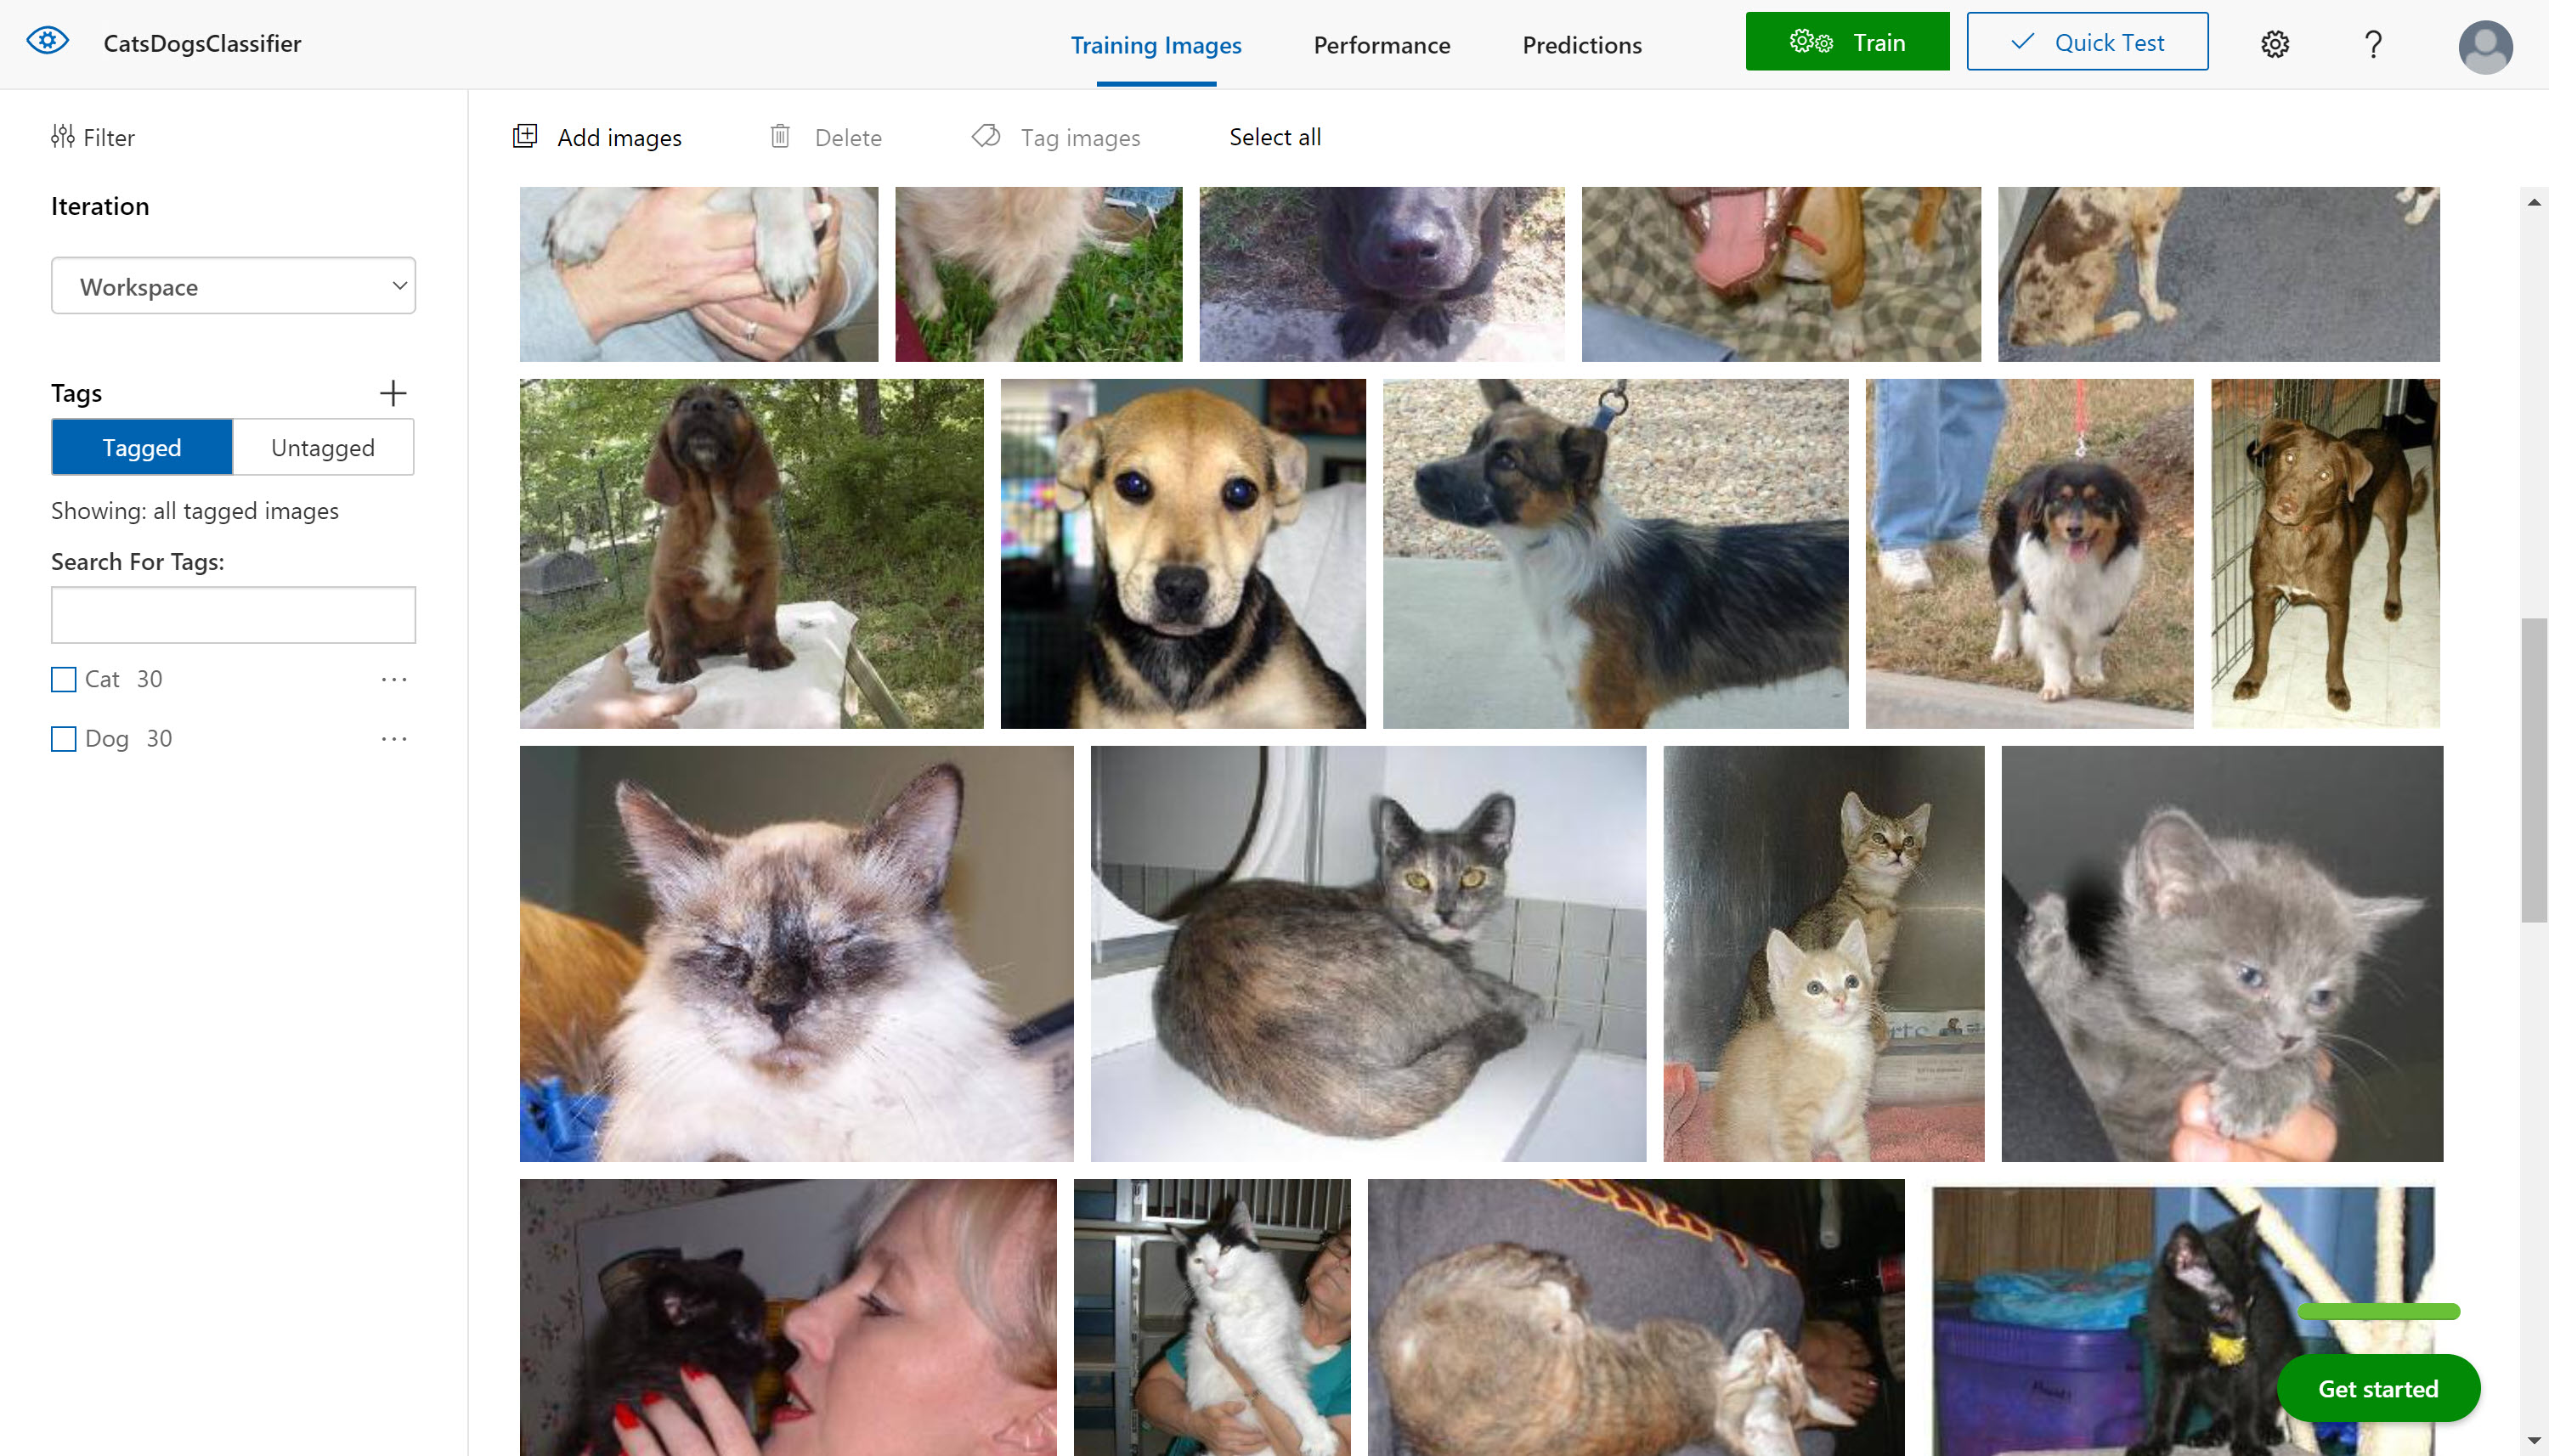 CatsDogsClassifier
Training Images
Performance
Predictions
Train
Quick Test
?
Filter
Add images
Delete
Tag images
Select all
Iteration
Workspace
Tags
Tagged
Untagged
Showing: all tagged images
Search For Tags:
Cat 30
Dog 30
Get started